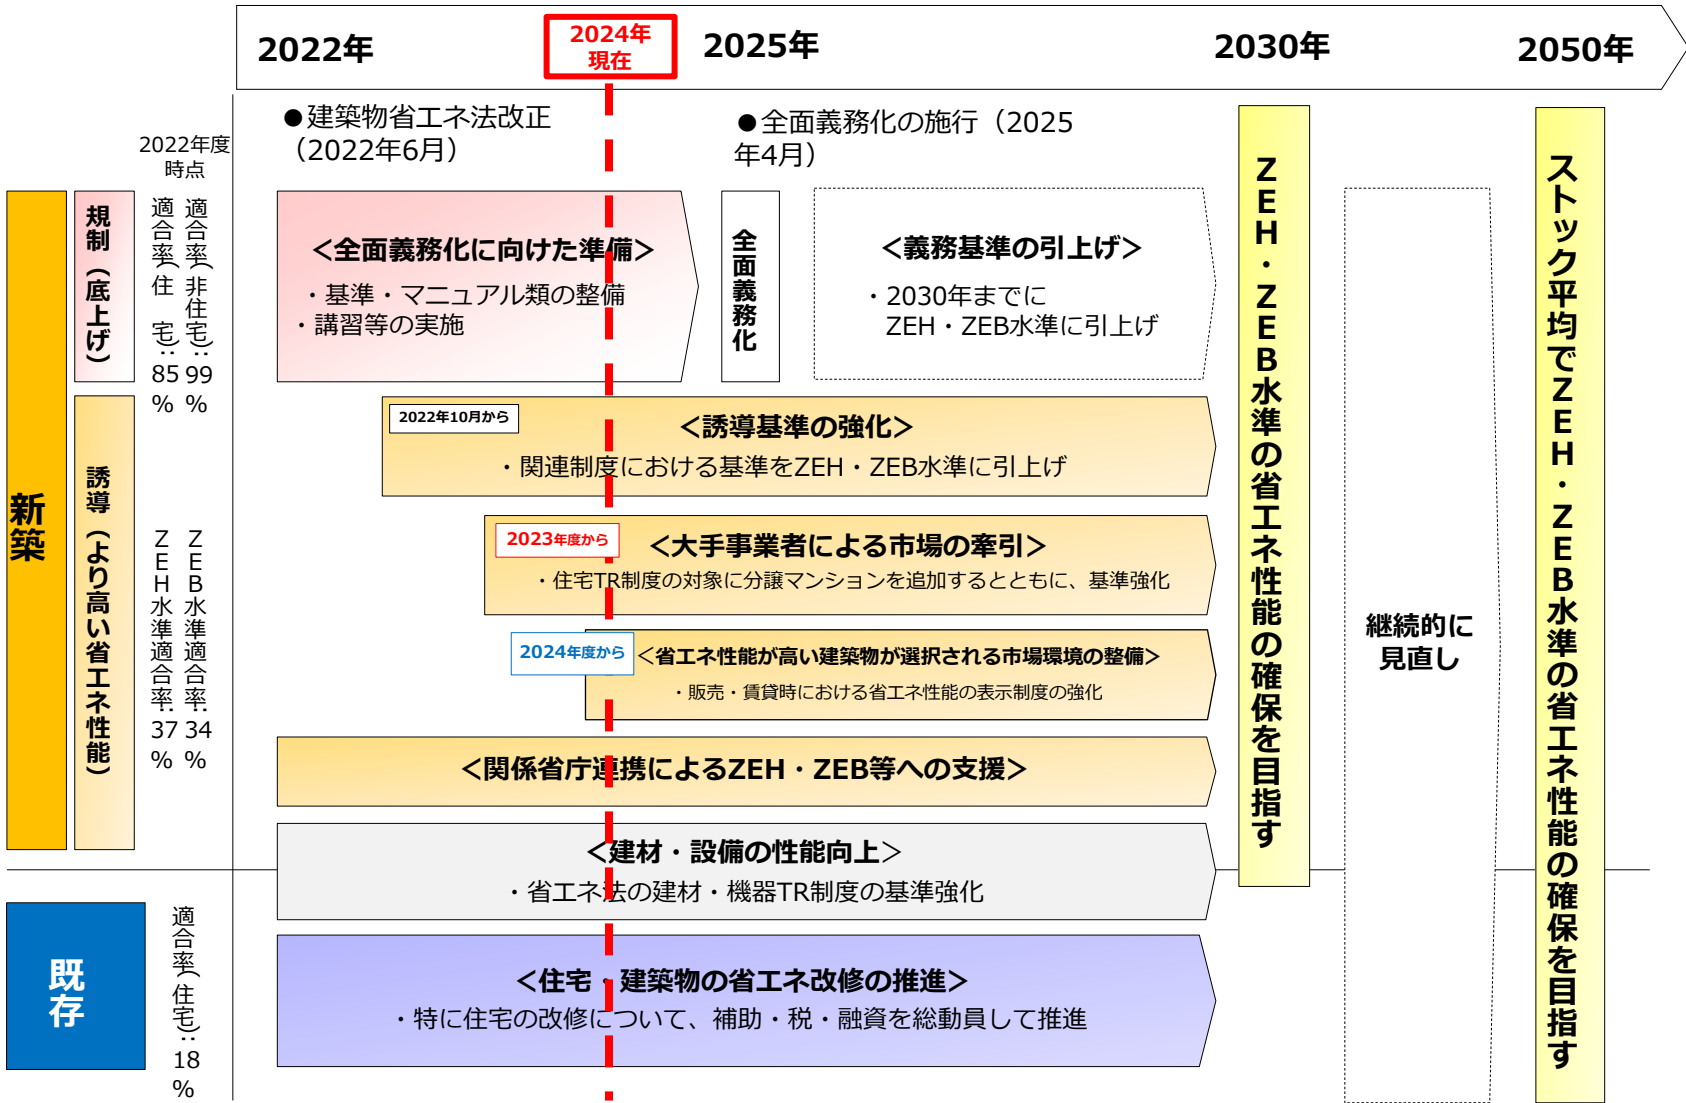 2022年
2024年
現在
2025年
2030年
2050年
●建築物省エネ法改正
（2022年6月）
●全面義務化の施行（2025
年4月）
2022年度
時点
新築
規制（底上げ）
適合率(住　宅)：85%
適合率(非住宅)：99%
＜全面義務化に向けた準備＞
・基準・マニュアル類の整備
・講習等の実施
全面義務化
＜義務基準の引上げ＞
・2030年までに
ZEH・ZEB水準に引上げ
誘導（より高い省エネ性能）
ZEH水準適合率：37%
ZEB水準適合率：34%
2022年10月から
＜誘導基準の強化＞
・関連制度における基準をZEH・ZEB水準に引上げ
2023年度から
＜大手事業者による市場の牽引＞
・住宅TR制度の対象に分譲マンションを追加するとともに、基準強化
2024年度から
＜省エネ性能が高い建築物が選択される市場環境の整備＞
・販売・賃貸時における省エネ性能の表示制度の強化
＜関係省庁連携によるZEH・ZEB等への支援＞
＜建材・設備の性能向上＞
・省エネ法の建材・機器TR制度の基準強化
既存
適合率(住宅)：18%
＜住宅・建築物の省エネ改修の推進＞
・特に住宅の改修について、補助・税・融資を総動員して推進
ZEH・ZEB水準の省エネ性能の確保を目指す
継続的に
見直し
ストック平均でZEH・ZEB水準の省エネ性能の確保を目指す